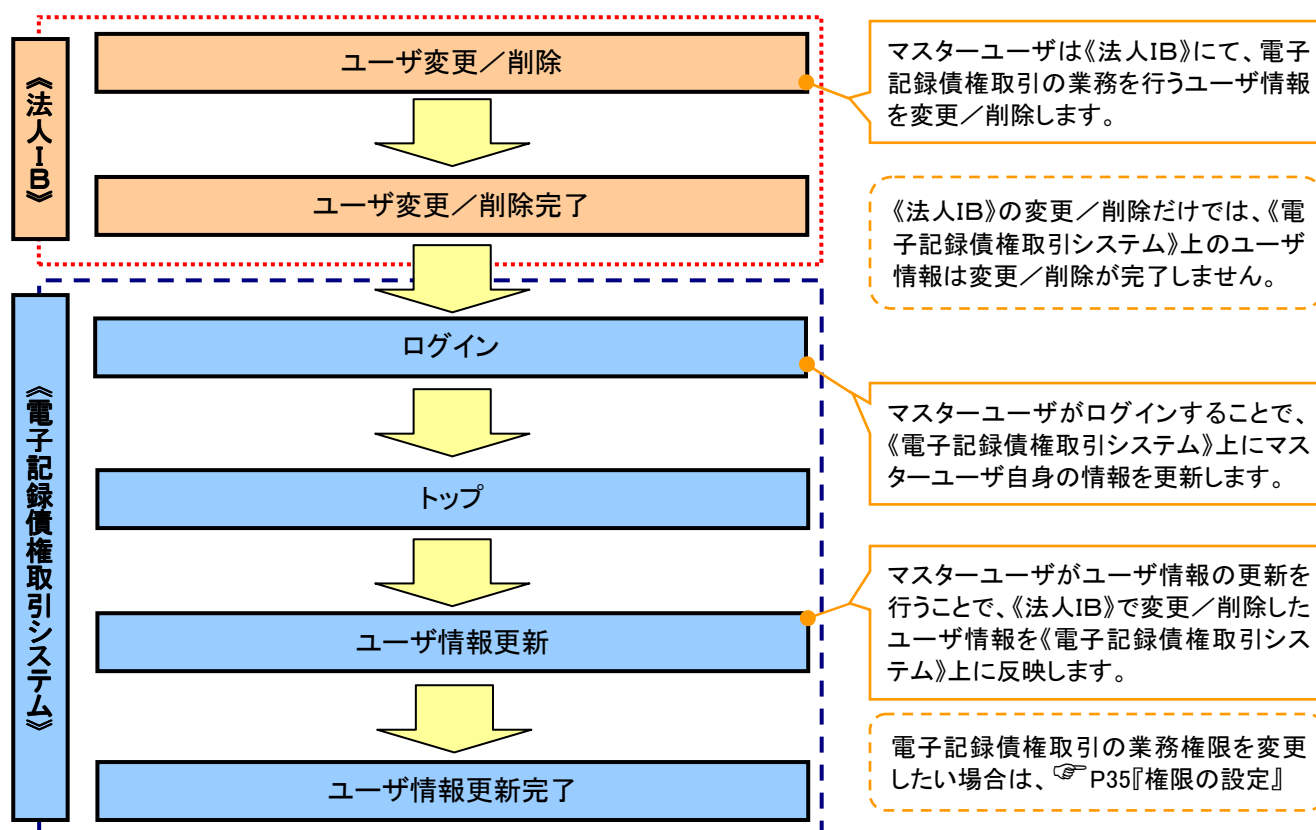 《法人ＩＢ》
ユーザ変更／削除
マスターユーザは《法人IB》にて、電子
記録債権取引の業務を行うユーザ情報
を変更／削除します。
ユーザ変更／削除完了
《法人IB》の変更／削除だけでは、《電
子記録債権取引システム》上のユーザ
情報は変更／削除が完了しません。
《電子記録債権取引システム》
ログイン
マスターユーザがログインすることで、
《電子記録債権取引システム》上にマス
ターユーザ自身の情報を更新します。
トップ
ユーザ情報更新
マスターユーザがユーザ情報の更新を
行うことで、《法人IB》で変更／削除した
ユーザ情報を《電子記録債権取引シス
テム》上に反映します。
ユーザ情報更新完了
電子記録債権取引の業務権限を変更
したい場合は、☞P35『権限の設定』